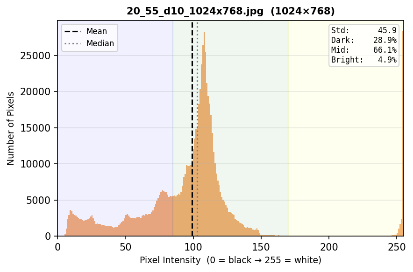 20_55_d10_1024x768.jpg (1024×768)
Mean
Median
Std: 45.9
Dark: 28.9%
Mid: 66.1%
Bright: 4.9%
25000
20000
15000
10000
5000
0
0 50 100 150 200 250
Number of Pixels
Pixel Intensity (0 = black → 255 = white)